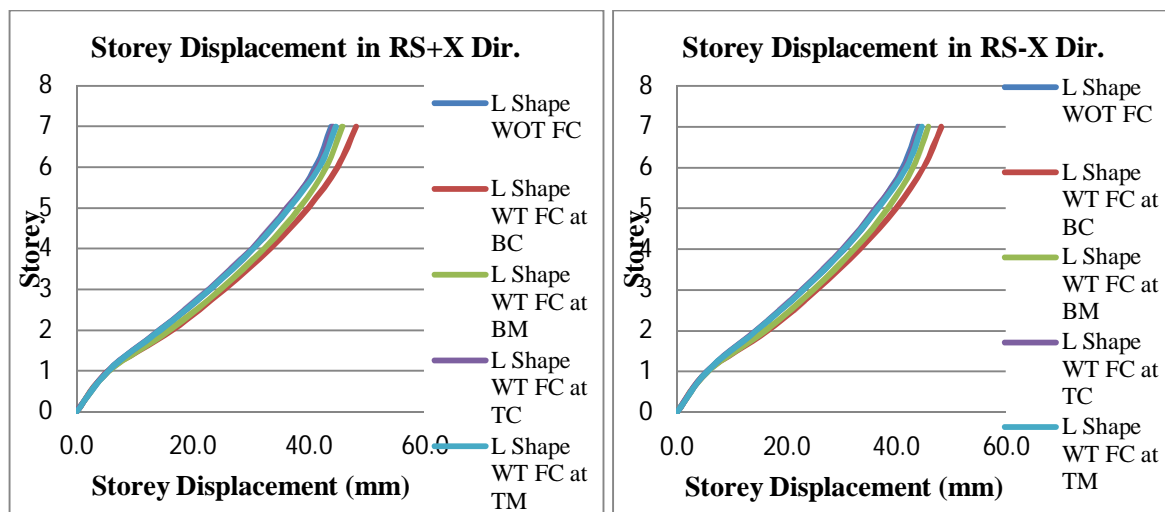 Storey Displacement in RS+X Dir.
8
7
6
5
4
3
2
1
0
Storey
0.0
20.0
40.0
60.0
Storey Displacement (mm)
L Shape
WOT FC
L Shape
WT FC at
BC
L Shape
WT FC at
BM
L Shape
WT FC at
TC
L Shape
WT FC at
TM
Storey Displacement in RS-X Dir.
8
7
6
5
4
3
2
1
0
Storey
0.0
20.0
40.0
60.0
Storey Displacement (mm)
L Shape
WOT FC
L Shape
WT FC at
BC
L Shape
WT FC at
BM
L Shape
WT FC at
TC
L Shape
WT FC at
TM